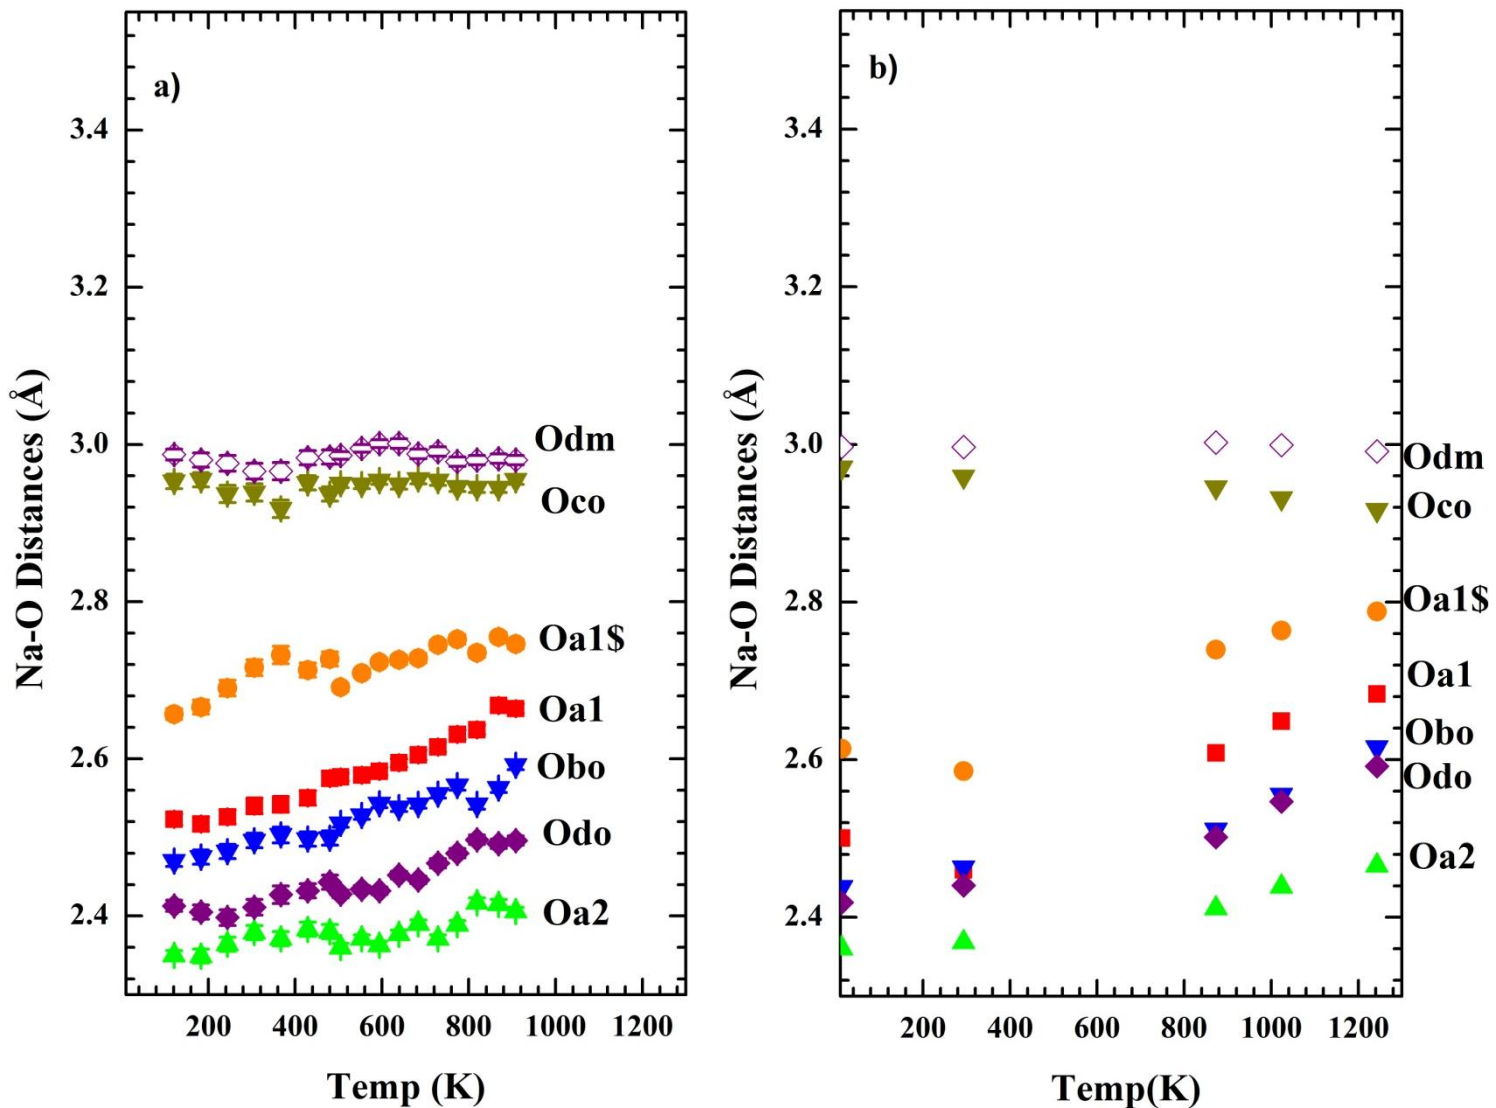 a)
Na-O Distances (Å)
3.4
3.2
3.0
2.8
2.6
2.4
Odm
Oco
Oa1$
Oa1
Obo
Odo
Oa2
200 400 600 800 1000 1200
Temp (K)
b)
Na-O Distances (Å)
3.4
3.2
3.0
2.8
2.6
2.4
Odm
Oco
Oa1$
Oa1
Obo
Odo
Oa2
200 400 600 800 1000 1200
Temp(K)